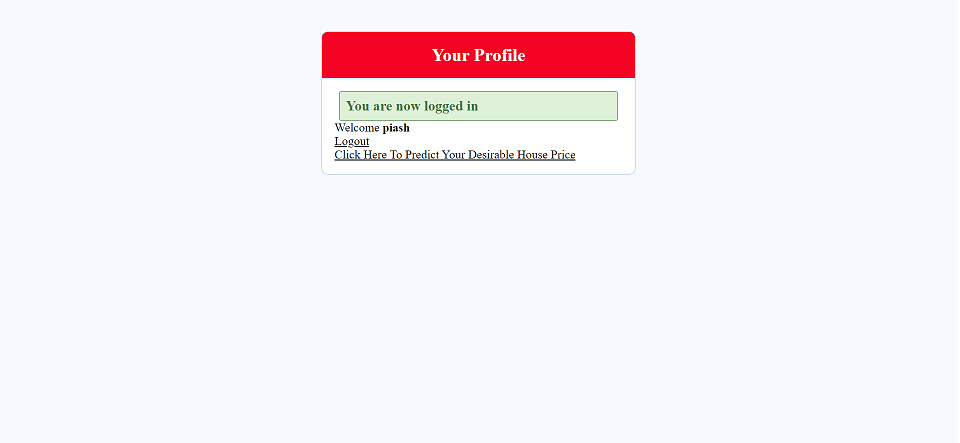 Your Profile
You are now logged in
Welcome piash
Logout
Click Here To Predict Your Desirable House Price